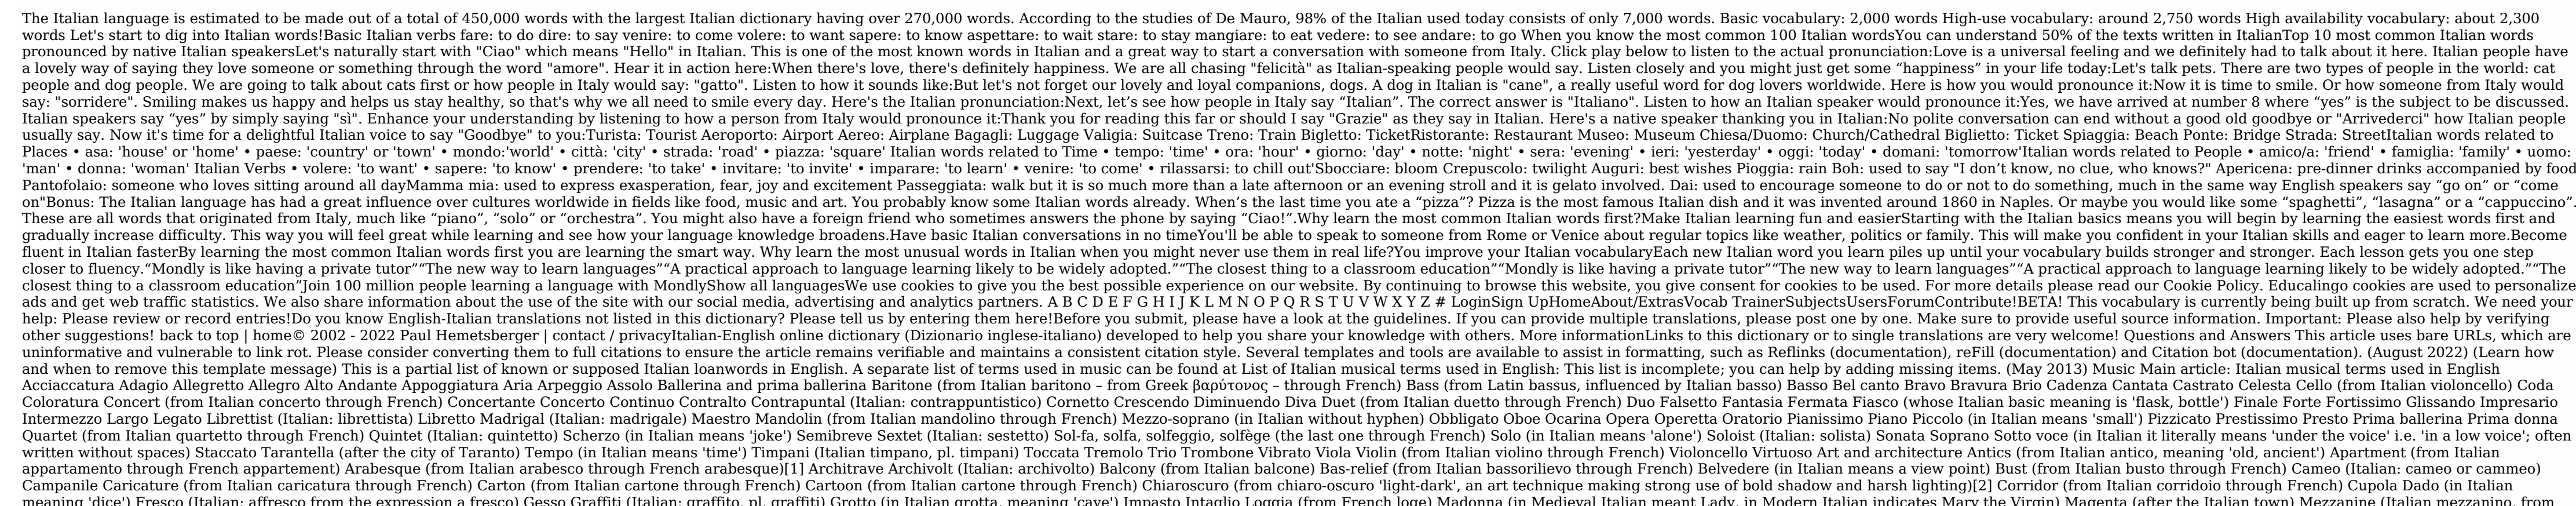 The Italian language is estimated to be made out of a total of 450,000 words with the largest Italian dictionary having over 270,000 words. According to the studies of De Mauro, 98% of the Italian used today consists of only 7,000 words. Basic vocabulary: 2,000 words High-use vocabulary: around 2,750 words High availability vocabulary: about 2,300
words Let's start to dig into Italian words!Basic Italian verbs fare: to do dire: to say venire: to come volere: to want sapere: to know aspettare: to wait stare: to stay mangiare: to eat vedere: to see andare: to go When you know the most common 100 Italian wordsYou can understand 50% of the texts written in ItalianTop 10 most common Italian words
pronounced by native Italian speakersLet's naturally start with "Ciao" which means "Hello" in Italian. This is one of the most known words in Italian and a great way to start a conversation with someone from Italy. Click play below to listen to the actual pronunciation:Love is a universal feeling and we definitely had to talk about it here. Italian people have
a lovely way of saying they love someone or something through the word "amore". Hear it in action here:When there's love, there's definitely happiness. We are all chasing "felicità" as Italian-speaking people would say. Listen closely and you might just get some “happiness” in your life today:Let's talk pets. There are two types of people in the world: cat
people and dog people. We are going to talk about cats first or how people in Italy would say: "gatto". Listen to how it sounds like:But let's not forget our lovely and loyal companions, dogs. A dog in Italian is "cane", a really useful word for dog lovers worldwide. Here is how you would pronounce it:Now it is time to smile. Or how someone from Italy would
say: "sorridere". Smiling makes us happy and helps us stay healthy, so that's why we all need to smile every day. Here's the Italian pronunciation:Next, let’s see how people in Italy say “Italian”. The correct answer is "Italiano". Listen to how an Italian speaker would pronounce it:Yes, we have arrived at number 8 where “yes” is the subject to be discussed.
Italian speakers say “yes” by simply saying "sì". Enhance your understanding by listening to how a person from Italy would pronounce it:Thank you for reading this far or should I say "Grazie" as they say in Italian. Here's a native speaker thanking you in Italian:No polite conversation can end without a good old goodbye or "Arrivederci" how Italian people
usually say. Now it's time for a delightful Italian voice to say "Goodbye" to you:Turista: Tourist Aeroporto: Airport Aereo: Airplane Bagagli: Luggage Valigia: Suitcase Treno: Train Bigletto: TicketRistorante: Restaurant Museo: Museum Chiesa/Duomo: Church/Cathedral Biglietto: Ticket Spiaggia: Beach Ponte: Bridge Strada: StreetItalian words related to
Places • asa: 'house' or 'home' • paese: 'country' or 'town' • mondo:'world' • città: 'city' • strada: 'road' • piazza: 'square' Italian words related to Time • tempo: 'time' • ora: 'hour' • giorno: 'day' • notte: 'night' • sera: 'evening' • ieri: 'yesterday' • oggi: 'today' • domani: 'tomorrow'Italian words related to People • amico/a: 'friend' • famiglia: 'family' • uomo:
'man' • donna: 'woman' Italian Verbs • volere: 'to want' • sapere: 'to know' • prendere: 'to take' • invitare: 'to invite' • imparare: 'to learn' • venire: 'to come' • rilassarsi: to chill out'Sbocciare: bloom Crepuscolo: twilight Auguri: best wishes Pioggia: rain Boh: used to say "I don’t know, no clue, who knows?" Apericena: pre-dinner drinks accompanied by food
Pantofolaio: someone who loves sitting around all dayMamma mia: used to express exasperation, fear, joy and excitement Passeggiata: walk but it is so much more than a late afternoon or an evening stroll and it is gelato involved. Dai: used to encourage someone to do or not to do something, much in the same way English speakers say “go on” or “come
on"Bonus: The Italian language has had a great influence over cultures worldwide in fields like food, music and art. You probably know some Italian words already. When’s the last time you ate a “pizza”? Pizza is the most famous Italian dish and it was invented around 1860 in Naples. Or maybe you would like some “spaghetti”, “lasagna” or a “cappuccino”.
These are all words that originated from Italy, much like “piano”, “solo” or “orchestra”. You might also have a foreign friend who sometimes answers the phone by saying “Ciao!”.Why learn the most common Italian words first?Make Italian learning fun and easierStarting with the Italian basics means you will begin by learning the easiest words first and
gradually increase difficulty. This way you will feel great while learning and see how your language knowledge broadens.Have basic Italian conversations in no timeYou'll be able to speak to someone from Rome or Venice about regular topics like weather, politics or family. This will make you confident in your Italian skills and eager to learn more.Become
fluent in Italian fasterBy learning the most common Italian words first you are learning the smart way. Why learn the most unusual words in Italian when you might never use them in real life?You improve your Italian vocabularyEach new Italian word you learn piles up until your vocabulary builds stronger and stronger. Each lesson gets you one step
closer to fluency.“Mondly is like having a private tutor”“The new way to learn languages”“A practical approach to language learning likely to be widely adopted.”“The closest thing to a classroom education”“Mondly is like having a private tutor”“The new way to learn languages”“A practical approach to language learning likely to be widely adopted.”“The
closest thing to a classroom education”Join 100 million people learning a language with MondlyShow all languagesWe use cookies to give you the best possible experience on our website. By continuing to browse this website, you give consent for cookies to be used. For more details please read our Cookie Policy. Educalingo cookies are used to personalize
ads and get web traffic statistics. We also share information about the use of the site with our social media, advertising and analytics partners. A B C D E F G H I J K L M N O P Q R S T U V W X Y Z # LoginSign UpHomeAbout/ExtrasVocab TrainerSubjectsUsersForumContribute!BETA! This vocabulary is currently being built up from scratch. We need your
help: Please review or record entries!Do you know English-Italian translations not listed in this dictionary? Please tell us by entering them here!Before you submit, please have a look at the guidelines. If you can provide multiple translations, please post one by one. Make sure to provide useful source information. Important: Please also help by verifying
other suggestions! back to top | home© 2002 - 2022 Paul Hemetsberger | contact / privacyItalian-English online dictionary (Dizionario inglese-italiano) developed to help you share your knowledge with others. More informationLinks to this dictionary or to single translations are very welcome! Questions and Answers This article uses bare URLs, which are
uninformative and vulnerable to link rot. Please consider converting them to full citations to ensure the article remains verifiable and maintains a consistent citation style. Several templates and tools are available to assist in formatting, such as Reflinks (documentation), reFill (documentation) and Citation bot (documentation). (August 2022) (Learn how
and when to remove this template message) This is a partial list of known or supposed Italian loanwords in English. A separate list of terms used in music can be found at List of Italian musical terms used in English: This list is incomplete; you can help by adding missing items. (May 2013) Music Main article: Italian musical terms used in English
Acciaccatura Adagio Allegretto Allegro Alto Andante Appoggiatura Aria Arpeggio Assolo Ballerina and prima ballerina Baritone (from Italian baritono – from Greek βαρύτονος – through French) Bass (from Latin bassus, influenced by Italian basso) Basso Bel canto Bravo Bravura Brio Cadenza Cantata Castrato Celesta Cello (from Italian violoncello) Coda
Coloratura Concert (from Italian concerto through French) Concertante Concerto Continuo Contralto Contrapuntal (Italian: contrappuntistico) Cornetto Crescendo Diminuendo Diva Duet (from Italian duetto through French) Duo Falsetto Fantasia Fermata Fiasco (whose Italian basic meaning is 'flask, bottle') Finale Forte Fortissimo Glissando Impresario
Intermezzo Largo Legato Librettist (Italian: librettista) Libretto Madrigal (Italian: madrigale) Maestro Mandolin (from Italian mandolino through French) Mezzo-soprano (in Italian without hyphen) Obbligato Oboe Ocarina Opera Operetta Oratorio Pianissimo Piano Piccolo (in Italian means 'small') Pizzicato Prestissimo Presto Prima ballerina Prima donna
Quartet (from Italian quartetto through French) Quintet (Italian: quintetto) Scherzo (in Italian means 'joke') Semibreve Sextet (Italian: sestetto) Sol-fa, solfa, solfeggio, solfège (the last one through French) Solo (in Italian means 'alone') Soloist (Italian: solista) Sonata Soprano Sotto voce (in Italian it literally means 'under the voice' i.e. 'in a low voice'; often
written without spaces) Staccato Tarantella (after the city of Taranto) Tempo (in Italian means 'time') Timpani (Italian timpano, pl. timpani) Toccata Tremolo Trio Trombone Vibrato Viola Violin (from Italian violino through French) Violoncello Virtuoso Art and architecture Antics (from Italian antico, meaning 'old, ancient') Apartment (from Italian
appartamento through French appartement) Arabesque (from Italian arabesco through French arabesque)[1] Architrave Archivolt (Italian: archivolto) Balcony (from Italian balcone) Bas-relief (from Italian bassorilievo through French) Belvedere (in Italian means a view point) Bust (from Italian busto through French) Cameo (Italian: cameo or cammeo)
Campanile Caricature (from Italian caricatura through French) Carton (from Italian cartone through French) Cartoon (from Italian cartone through French) Chiaroscuro (from chiaro-oscuro 'light-dark', an art technique making strong use of bold shadow and harsh lighting)[2] Corridor (from Italian corridoio through French) Cupola Dado (in Italian
meaning 'dice') Fresco (Italian: affresco from the expression a fresco) Gesso Graffiti (Italian: graffito, pl. graffiti) Grotto (in Italian grotta, meaning 'cave') Impasto Intaglio Loggia (from French loge) Madonna (in Medieval Italian meant Lady, in Modern Italian indicates Mary the Virgin) Magenta (after the Italian town) Mezzanine (Italian mezzanino, from